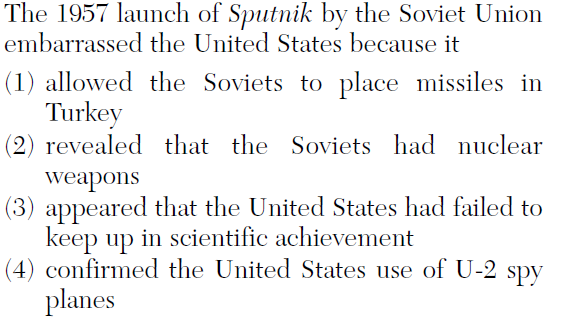 The 1957 launch of Sputnik by the Soviet Union
embarrassed the United States because it
(1) allowed the Soviets to place missiles in
Turkey
(2) revealed that the Soviets had nuclear
weapons
(3) appeared that the United States had failed to
keep up in scientific achievement
(4) confirmed the United States use of U-2 spy
planes